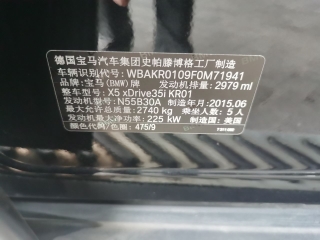 德国宝马汽车集团史帕滕博格工厂制造
车辆识别代号: WBAKR0109F0M71941
发动机排量: 2979 ml
品牌: 宝马(BMW)牌
整车型号: X5 xDrive35i KR01
发动机型号: N55B30A 制造年月: 2015.06
最大允许总质量: 2740 kg 乘坐人数: 5 人
发动机最大净功率: 225 kW 制造国: 美国
颜色代码/色漆: 475/9